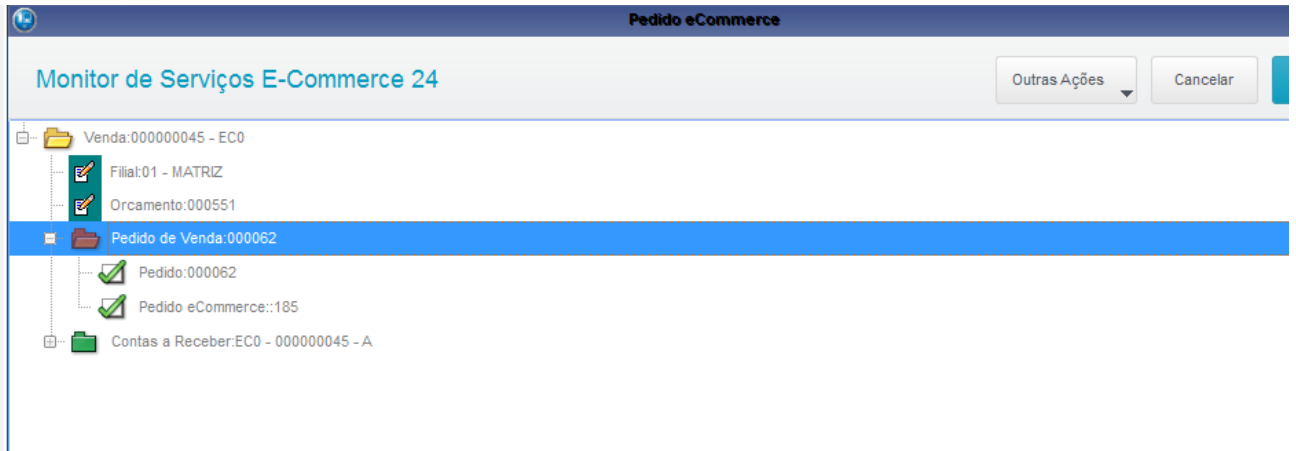 Pedido eCommerce
Monitor de Serviços E-Commerce 24
Outras Ações
Cancelar
Venda:000000045 - EC0
Filial:01 - MATRIZ
Orcamento:000551
Pedido de Venda:000062
Pedido:000062
Pedido eCommerce::185
Contas a Receber:EC0 - 000000045 - A